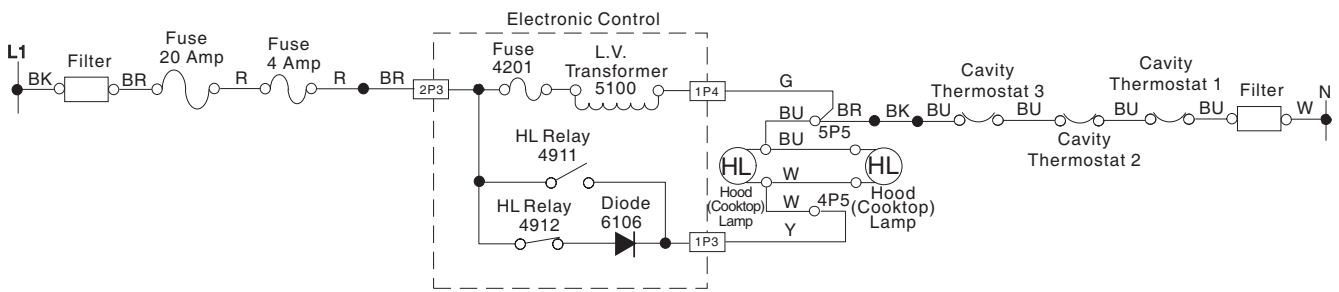 Electronic Control
L1
BK
Filter
BR
Fuse
20 Amp
R
Fuse
4 Amp
R
BR
2P3
Fuse
4201
L.V.
Transformer
5100
1P4
G
BU
BR
5P5
BK
BU
Cavity
Thermostat 3
BU
Cavity
Thermostat 2
BU
Cavity
Thermostat 1
BU
Filter
W
N
HL Relay
4911
HL Relay
4912
Diode
6106
1P3
BU
HL
Hood
(Cooktop)
Lamp
W
W
4P5
Y
HL
Hood
(Cooktop)
Lamp